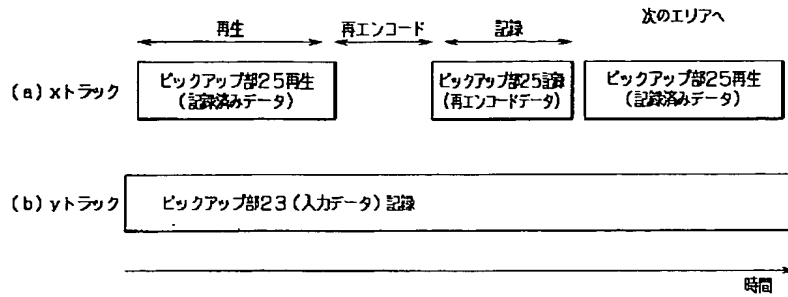 再生 再エンコード 記録 次のエリアへ
(a) xトラック
ピックアップ部25再生
(記録済みデータ)
ピックアップ部25記録
(再エンコードデータ)
ピックアップ部25再生
(記録済みデータ)
(b) yトラック
ピックアップ部23(入力データ)記録
時間